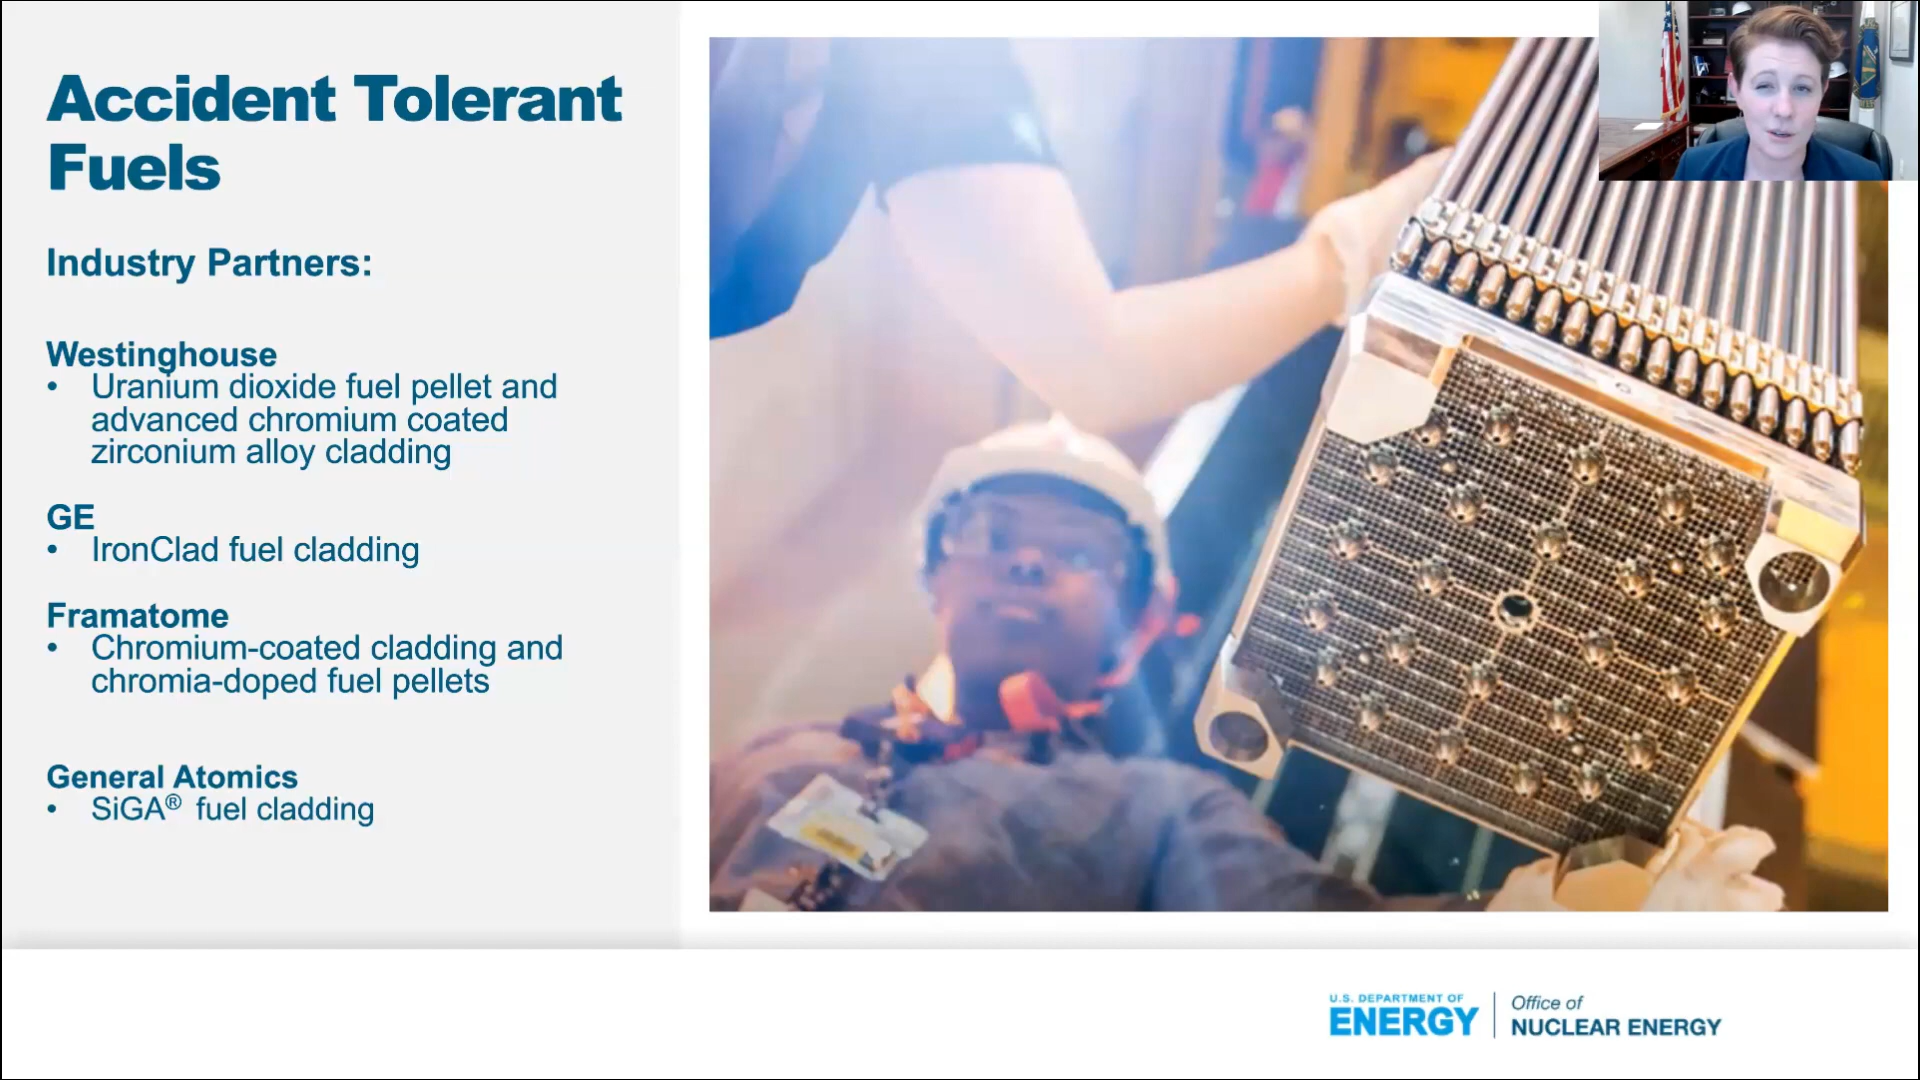 Accident Tolerant
Fuels
Industry Partners:
Westinghouse
• Uranium dioxide fuel pellet and
advanced chromium coated
zirconium alloy cladding
GE
• IronClad fuel cladding
Framatome
• Chromium-coated cladding and
chromia-doped fuel pellets
General Atomics
• SiGA® fuel cladding
U.S. DEPARTMENT OF
ENERGY
Office of
NUCLEAR ENERGY